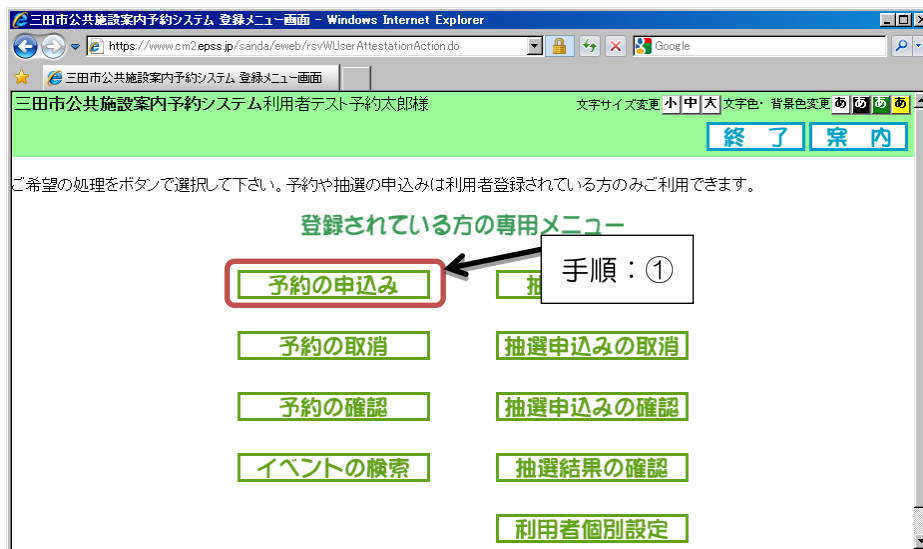 三田市公共施設案内予約システム 登録メニュー画面 - Windows Internet Explorer
https://www.cm2.epss.jp/sanda/eweb/rsvWUserAttestationAction.do
Google
三田市公共施設案内予約システム 登録メニュー画面
三田市公共施設案内予約システム利用者テスト予約太郎様
文字サイズ変更 小 中 大 文字色・背景色変更 あ あ あ あ
終 了 案 内
ご希望の処理をボタンで選択して下さい。予約や抽選の申込みは利用者登録されている方のみご利用できます。
登録されている方の専用メニュー
手順：①
予約の申込み
予約の取消 抽選申込みの取消
予約の確認 抽選申込みの確認
イベントの検索 抽選結果の確認
利用者個別設定